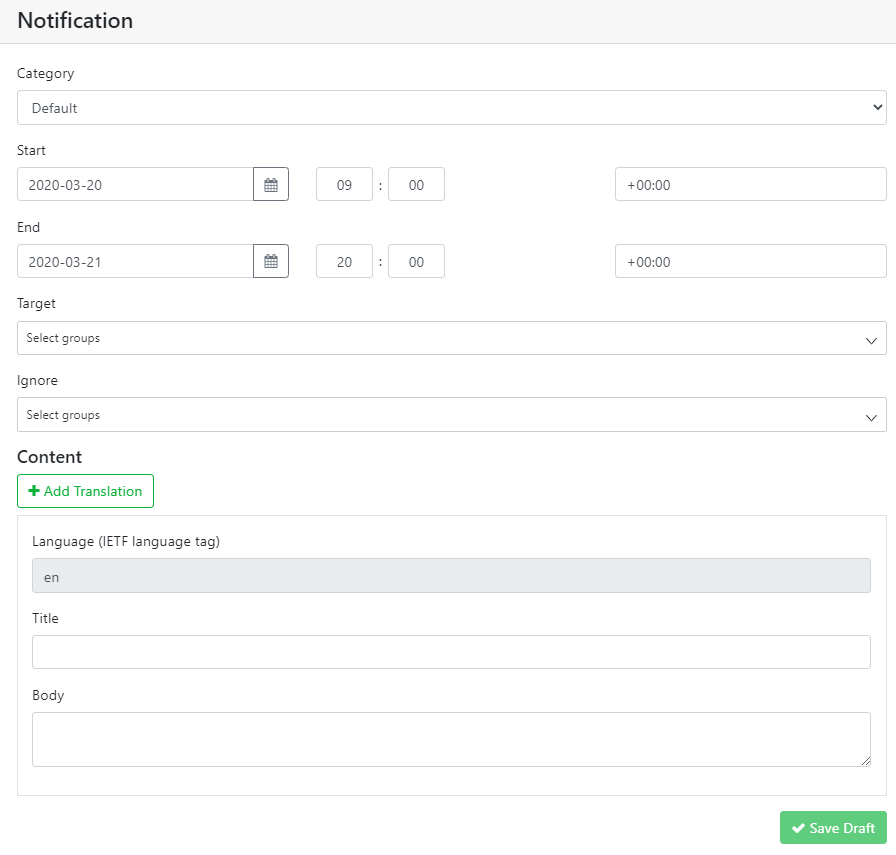 Notification
Category
Default
Start
2020-03-20 09 : 00 +00:00
End
2020-03-21 20 : 00 +00:00
Target
Select groups
Ignore
Select groups
Content
Add Translation
Language (IETF language tag)
en
Title
Body
Save Draft